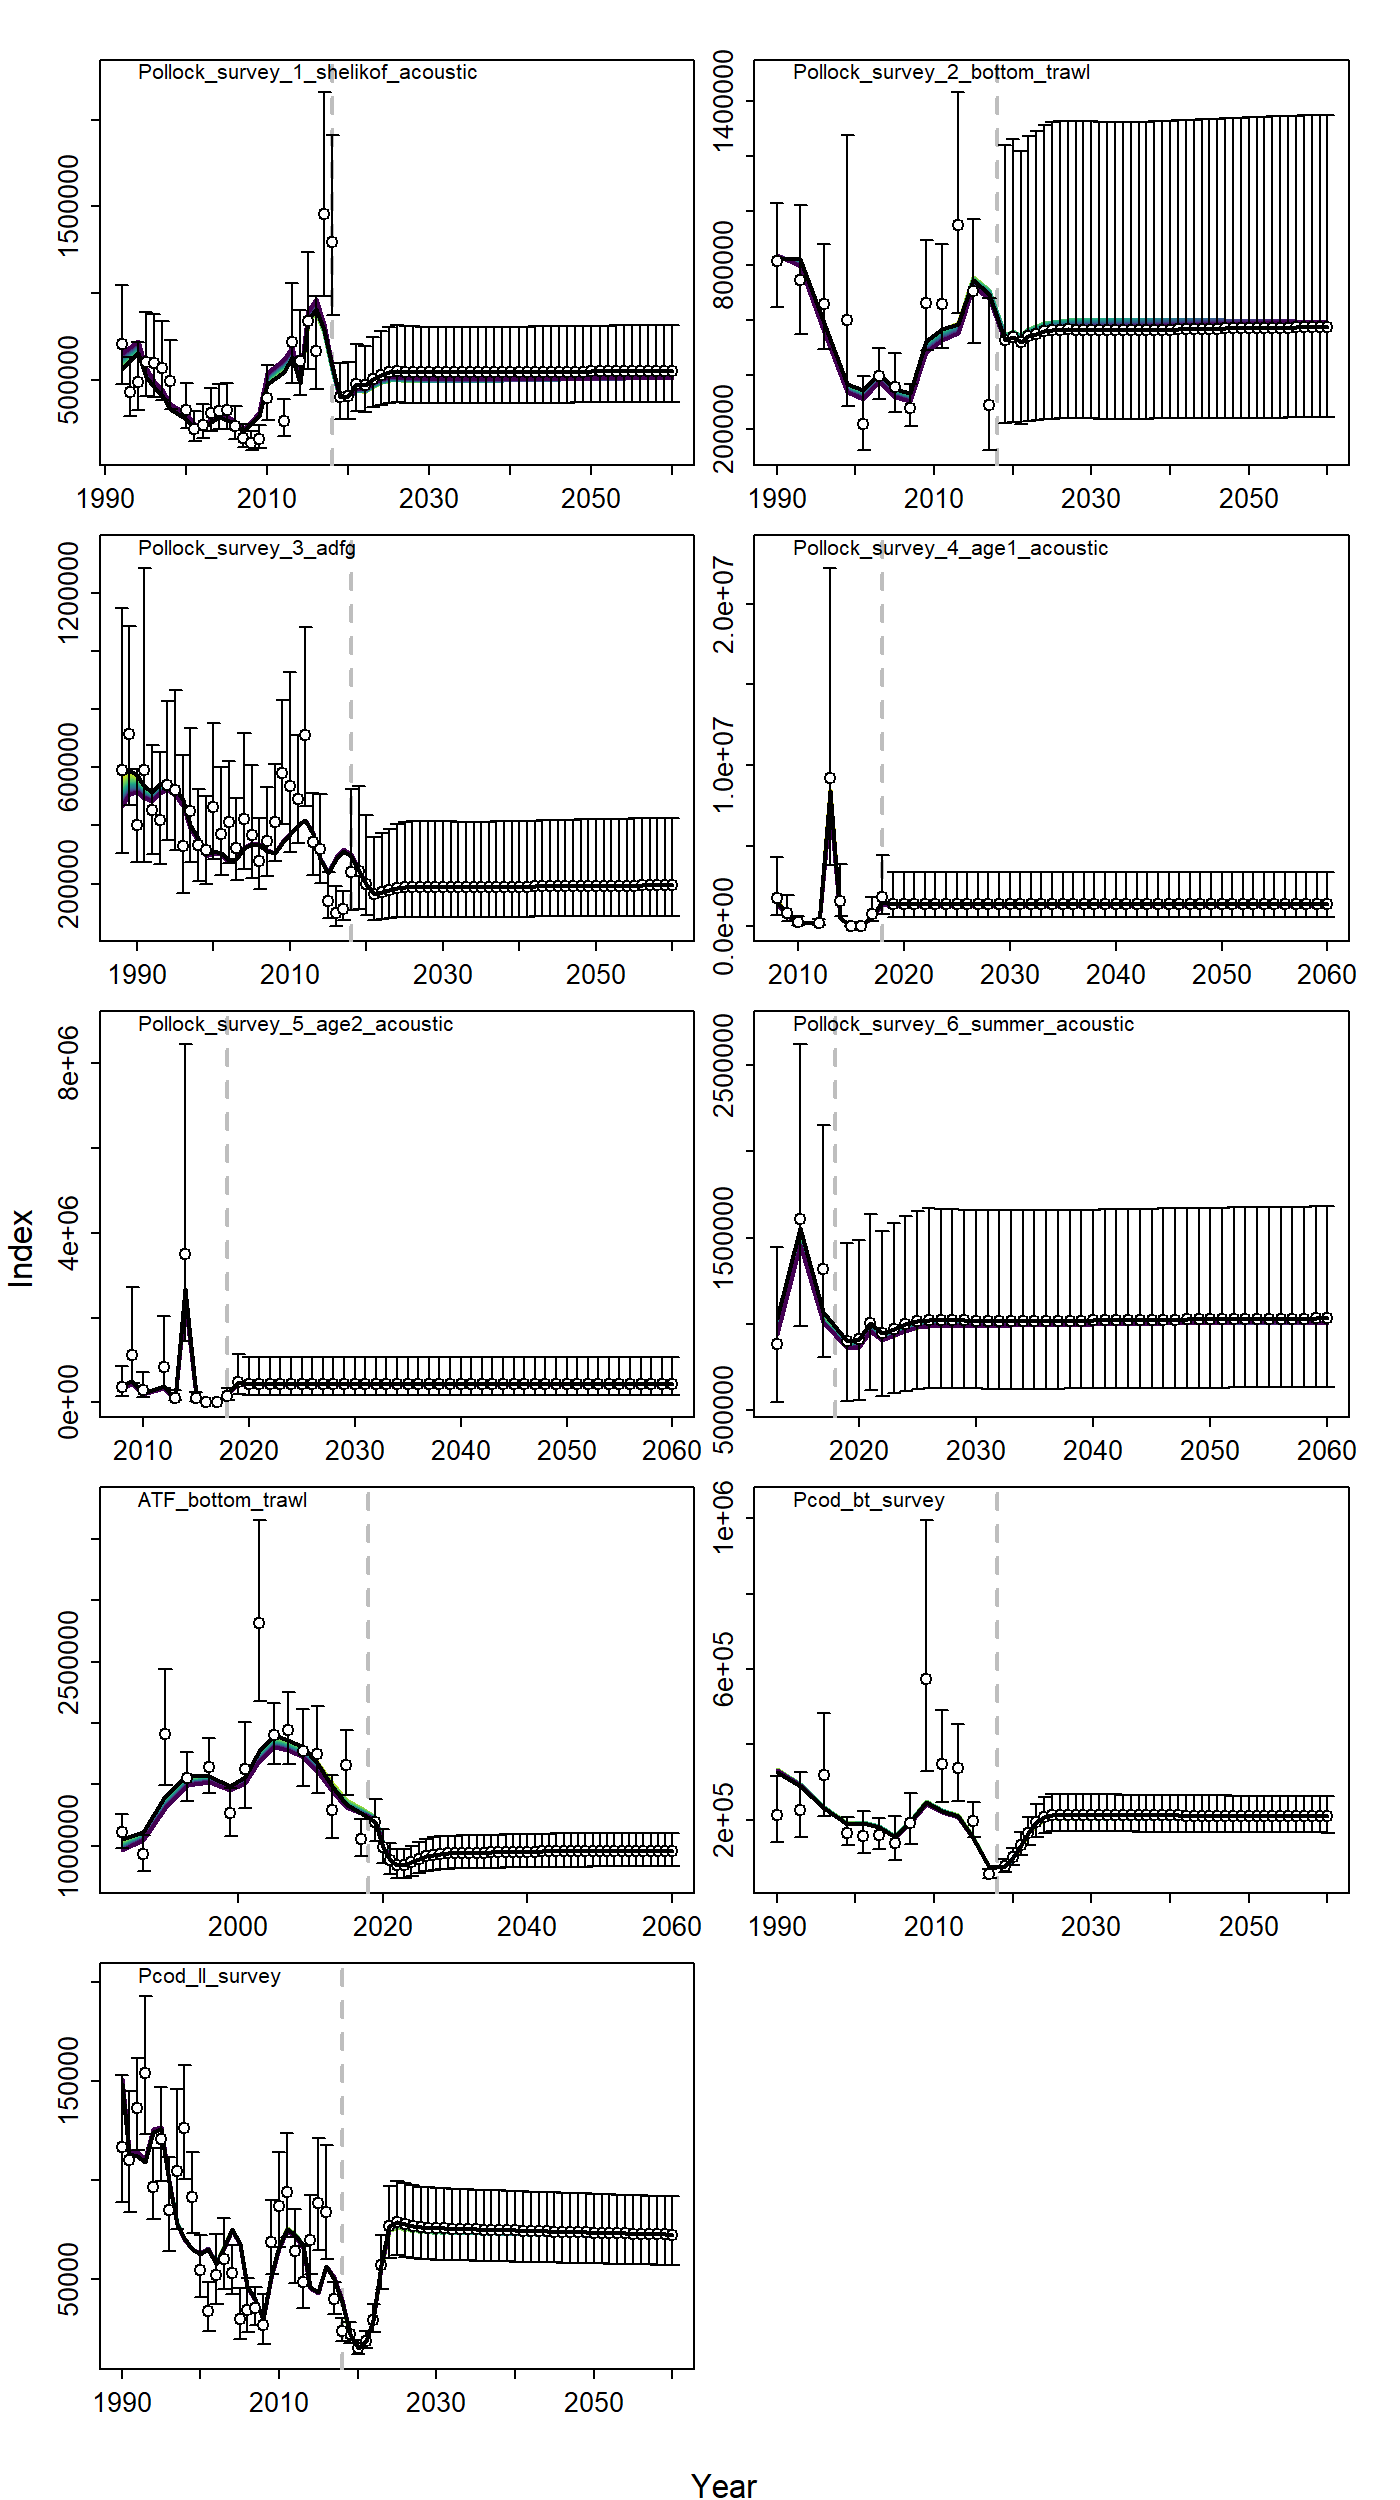 Pollock_survey_1_shelikof_acoustic
500000
1500000
1990 2010 2030 2050
Pollock_survey_2_bottom_trawl
200000
800000
1400000
1990 2010 2030 2050
Pollock_survey_3_adfg
200000
600000
1200000
1990 2010 2030 2050
Pollock_survey_4_age1_acoustic
0.0e+00
1.0e+07
2.0e+07
2010 2020 2030 2040 2050 2060
Pollock_survey_5_age2_acoustic
0e+00
4e+06
8e+06
2010 2020 2030 2040 2050 2060
Pollock_survey_6_summer_acoustic
500000
1500000
2500000
2020 2030 2040 2050 2060
ATF_bottom_trawl
1000000
2500000
2000 2020 2040 2060
Pcod_bt_survey
2e+05
6e+05
1e+06
1990 2010 2030 2050
Pcod_ll_survey
50000
150000
1990 2010 2030 2050
Index
Year